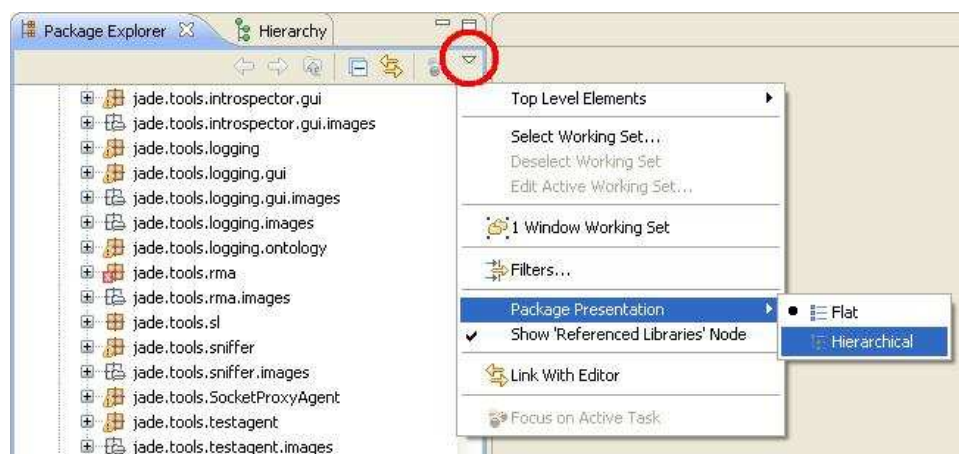 Package Explorer
Hierarchy
jade.tools.introspector.gui
jade.tools.introspector.gui.images
jade.tools.logging
jade.tools.logging.gui
jade.tools.logging.gui.images
jade.tools.logging.images
jade.tools.logging.ontology
jade.tools.rma
jade.tools.rma.images
jade.tools.sl
jade.tools.sniffer
jade.tools.sniffer.images
jade.tools.SocketProxyAgent
jade.tools.testagent
jade.tools.testagent.images
Top Level Elements
Select Working Set...
Deselect Working Set
Edit Active Working Set...
1 Window Working Set
Filters...
Package Presentation
Show 'Referenced Libraries' Node
Link With Editor
Focus on Active Task
Flat
Hierarchical